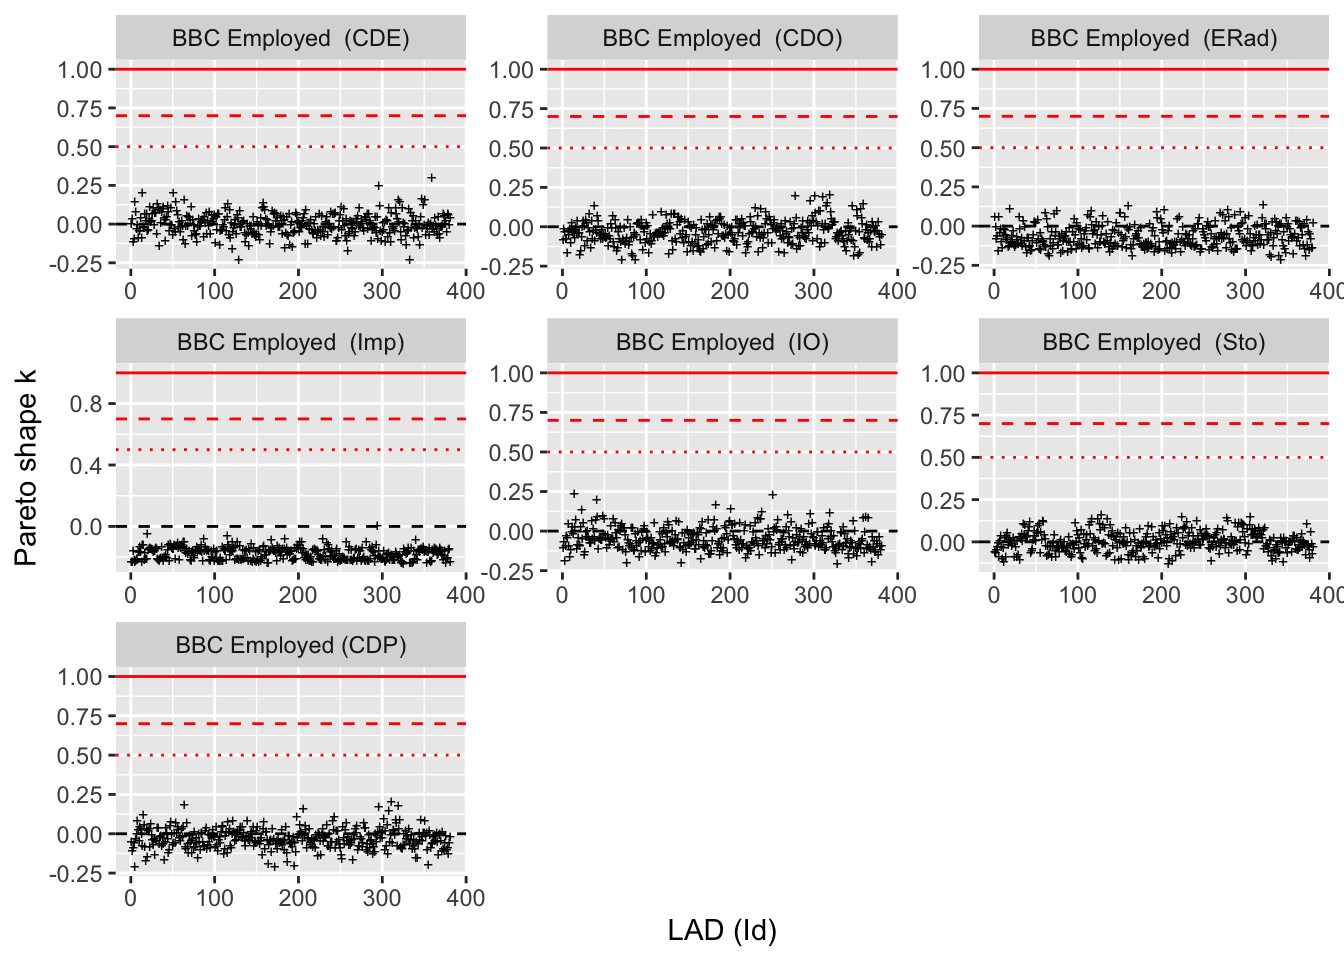 BBC Employed  (CDE)
BBC Employed  (CDO)
BBC Employed  (ERad)
1.00
0.75
0.50
0.25
0.00
-0.25
0 100 200 300 400
1.00
0.75
0.50
0.25
0.00
-0.25
0 100 200 300 400
1.00
0.75
0.50
0.25
0.00
-0.25
0 100 200 300 400
BBC Employed  (Imp)
BBC Employed  (IO)
BBC Employed  (Sto)
Pareto shape k
0.8
0.4
0.0
0 100 200 300 400
1.00
0.75
0.50
0.25
0.00
-0.25
0 100 200 300 400
1.00
0.75
0.50
0.25
0.00
0 100 200 300 400
BBC Employed (CDP)
1.00
0.75
0.50
0.25
0.00
-0.25
0 100 200 300 400
LAD (Id)